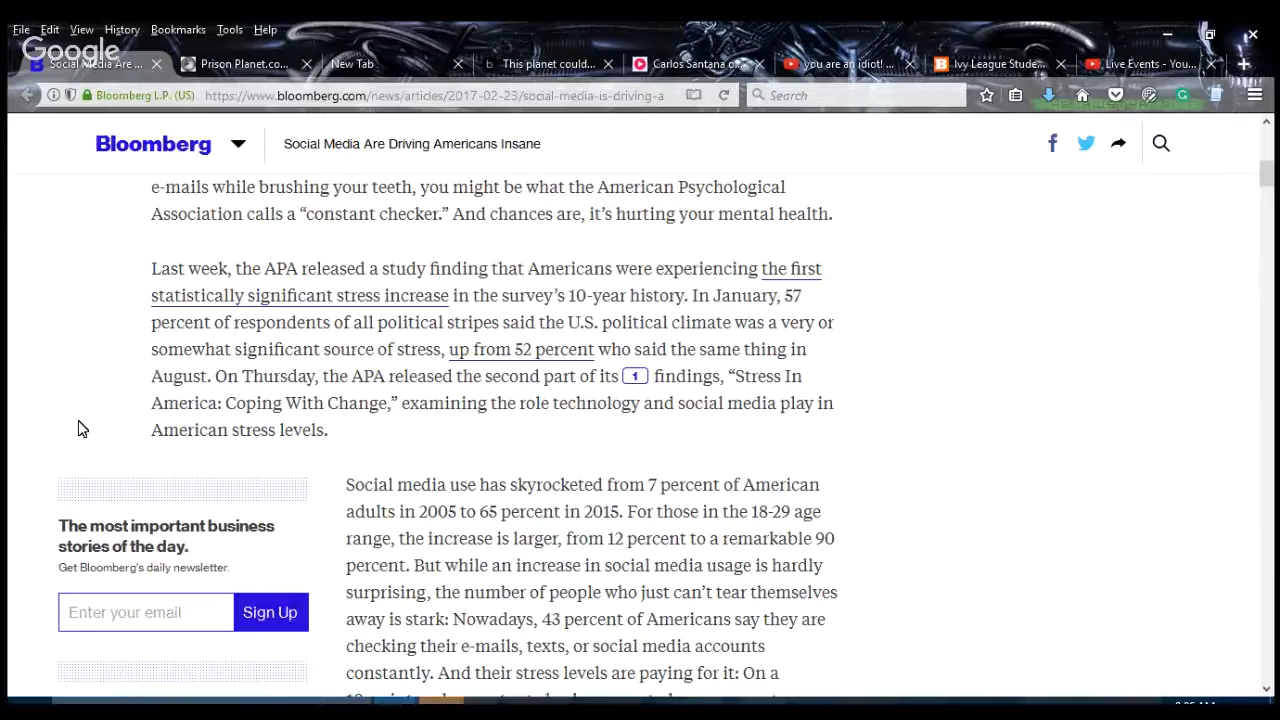 File Edit View History Bookmarks Tools Help
Google
Social Media Are ... Prison Planet.co... New Tab This planet could... Carlos Santana o... you are an idiot! ... Ivy League Stude... Live Events - You...
Bloomberg L.P. (US) https://www.bloomberg.com/news/articles/2017-02-23/social-media-is-driving-a Search
Bloomberg Social Media Are Driving Americans Insane
e-mails while brushing your teeth, you might be what the American Psychological
Association calls a “constant checker.” And chances are, it’s hurting your mental health.
Last week, the APA released a study finding that Americans were experiencing the first
statistically significant stress increase in the survey’s 10-year history. In January, 57
percent of respondents of all political stripes said the U.S. political climate was a very or
somewhat significant source of stress, up from 52 percent who said the same thing in
August. On Thursday, the APA released the second part of its 1 findings, “Stress In
America: Coping With Change,” examining the role technology and social media play in
American stress levels.
The most important business
stories of the day.
Get Bloomberg's daily newsletter.
Enter your email Sign Up
Social media use has skyrocketed from 7 percent of American
adults in 2005 to 65 percent in 2015. For those in the 18-29 age
range, the increase is larger, from 12 percent to a remarkable 90
percent. But while an increase in social media usage is hardly
surprising, the number of people who just can’t tear themselves
away is stark: Nowadays, 43 percent of Americans say they are
checking their e-mails, texts, or social media accounts
constantly. And their stress levels are paying for it: On a